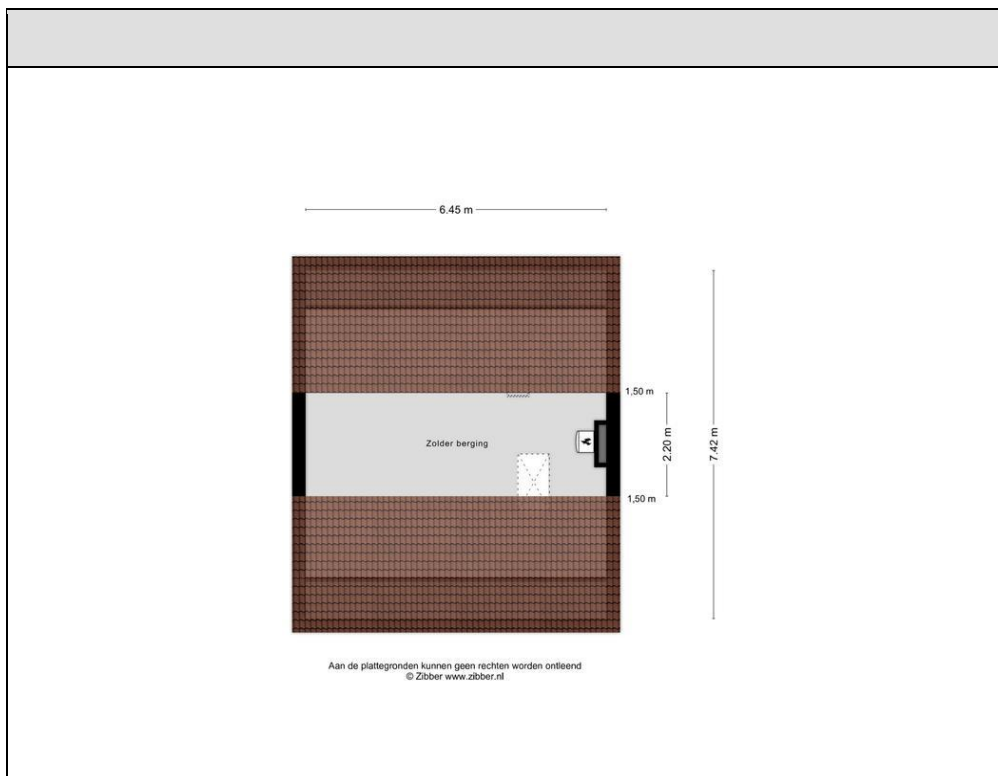 6.45 m
1,50 m
2.20 m
7.42 m
Zolder berging
1,50 m
Aan de plattegronden kunnen geen rechten worden ontleend
© Zibber www.zibber.nl